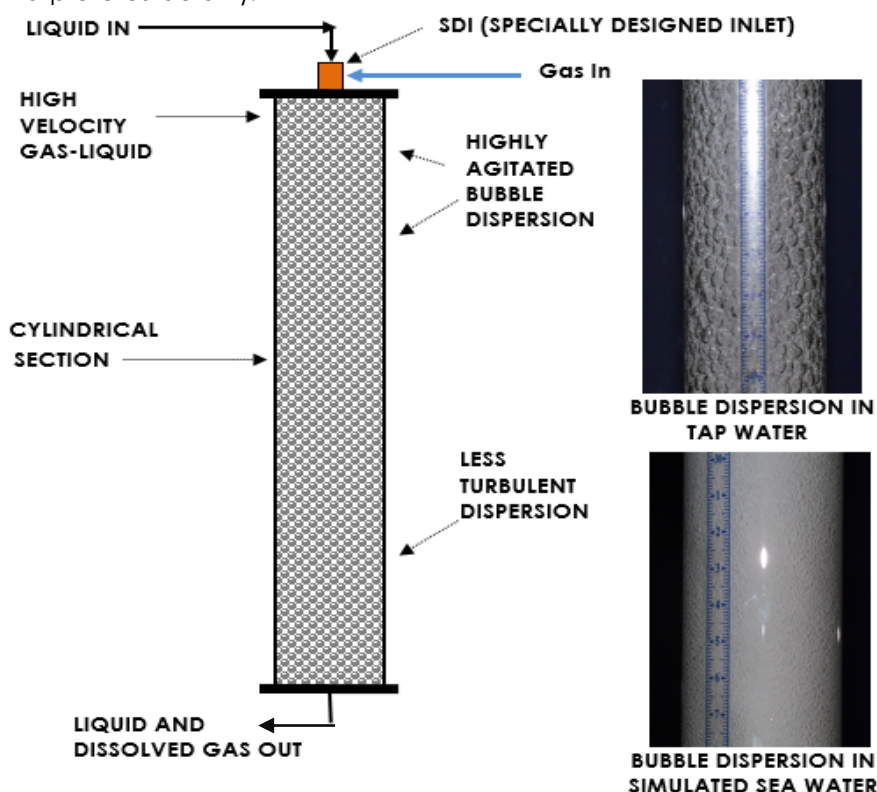 LIQUID IN
SDI (SPECIALLY DESIGNED INLET)
Gas In
HIGH
VELOCITY
GAS-LIQUID
HIGHLY
AGITATED
BUBBLE
DISPERSION
CYLINDRICAL
SECTION
BUBBLE DISPERSION IN
TAP WATER
LESS
TURBULENT
DISPERSION
LIQUID AND
DISSOLVED GAS OUT
BUBBLE DISPERSION IN
SIMULATED SEA WATER